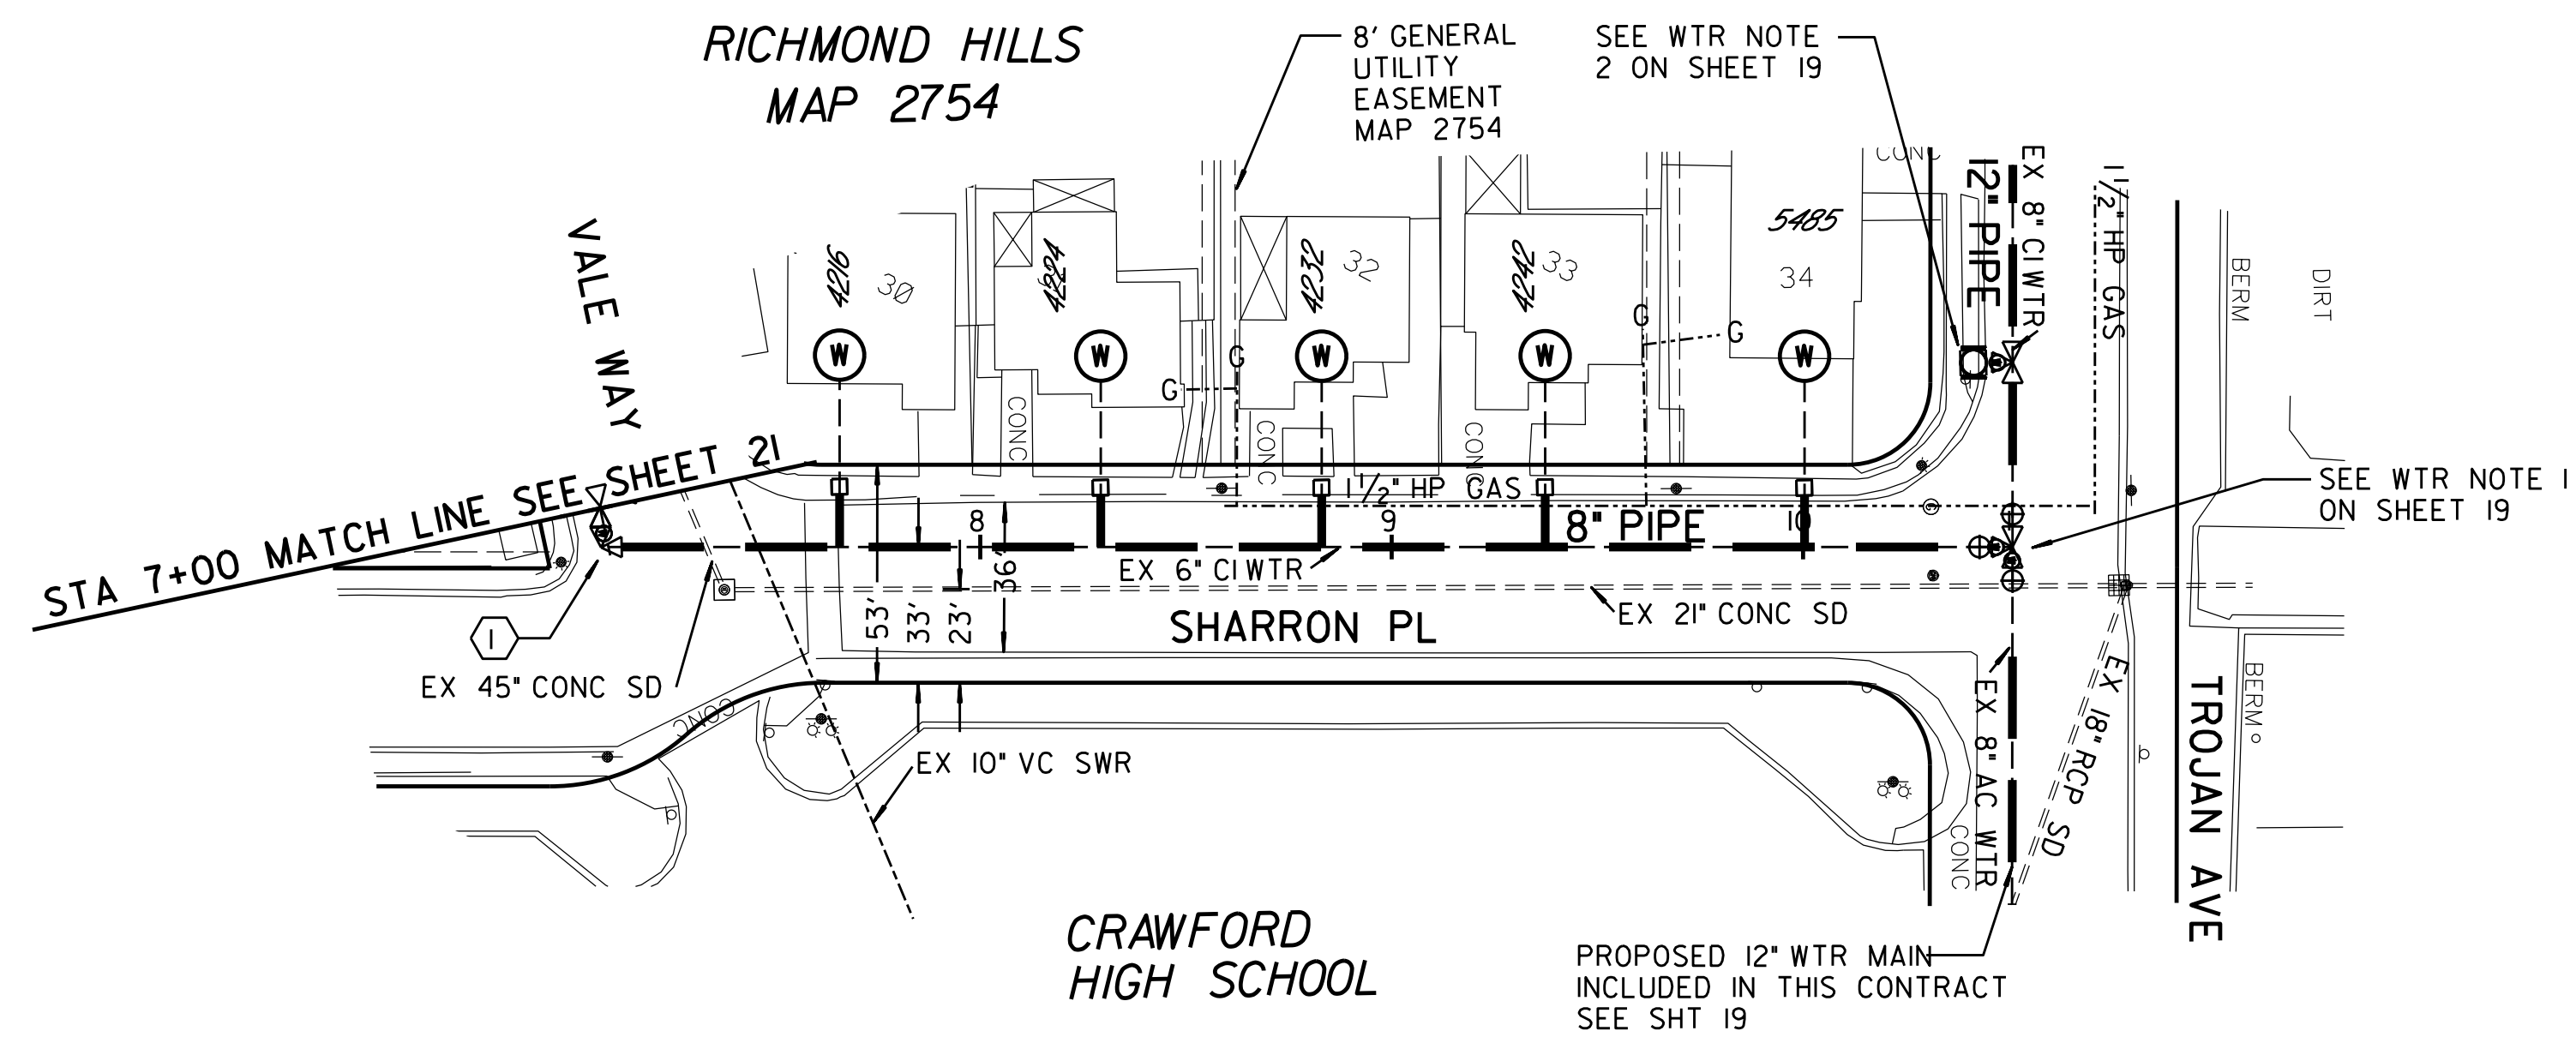 RICHMOND HILLS
MAP 2754
8' GENERAL
UTILITY
EASEMENT
MAP 2754
SEE WTR NOTE
2 ON SHEET 19
VALE WAY
4216
30
4224
4232
32
4242
33
5485
34
CONC
12" PIPE
EX 8" CI WTR
1 1/2" HP GAS
BERM
DIRT
W
W
W
W
W
G
G
G
G
CONC
CONC
CONC
STA 7+00 MATCH LINE SEE SHEET 21
1 1/2" HP GAS
SEE WTR NOTE 1
ON SHEET 19
8
9
8" PIPE
10
EX 6" CI WTR
36'
53'
33'
23'
SHARRON PL
EX 21" CONC SD
1
EX 45" CONC SD
CONC
EX 10" VC SWR
EX 8" AC WTR
CONC
EX 18" RCP SD
TROJAN AVE
BERM
CRAWFORD
HIGH SCHOOL
PROPOSED 12" WTR MAIN
INCLUDED IN THIS CONTRACT
SEE SHT 19